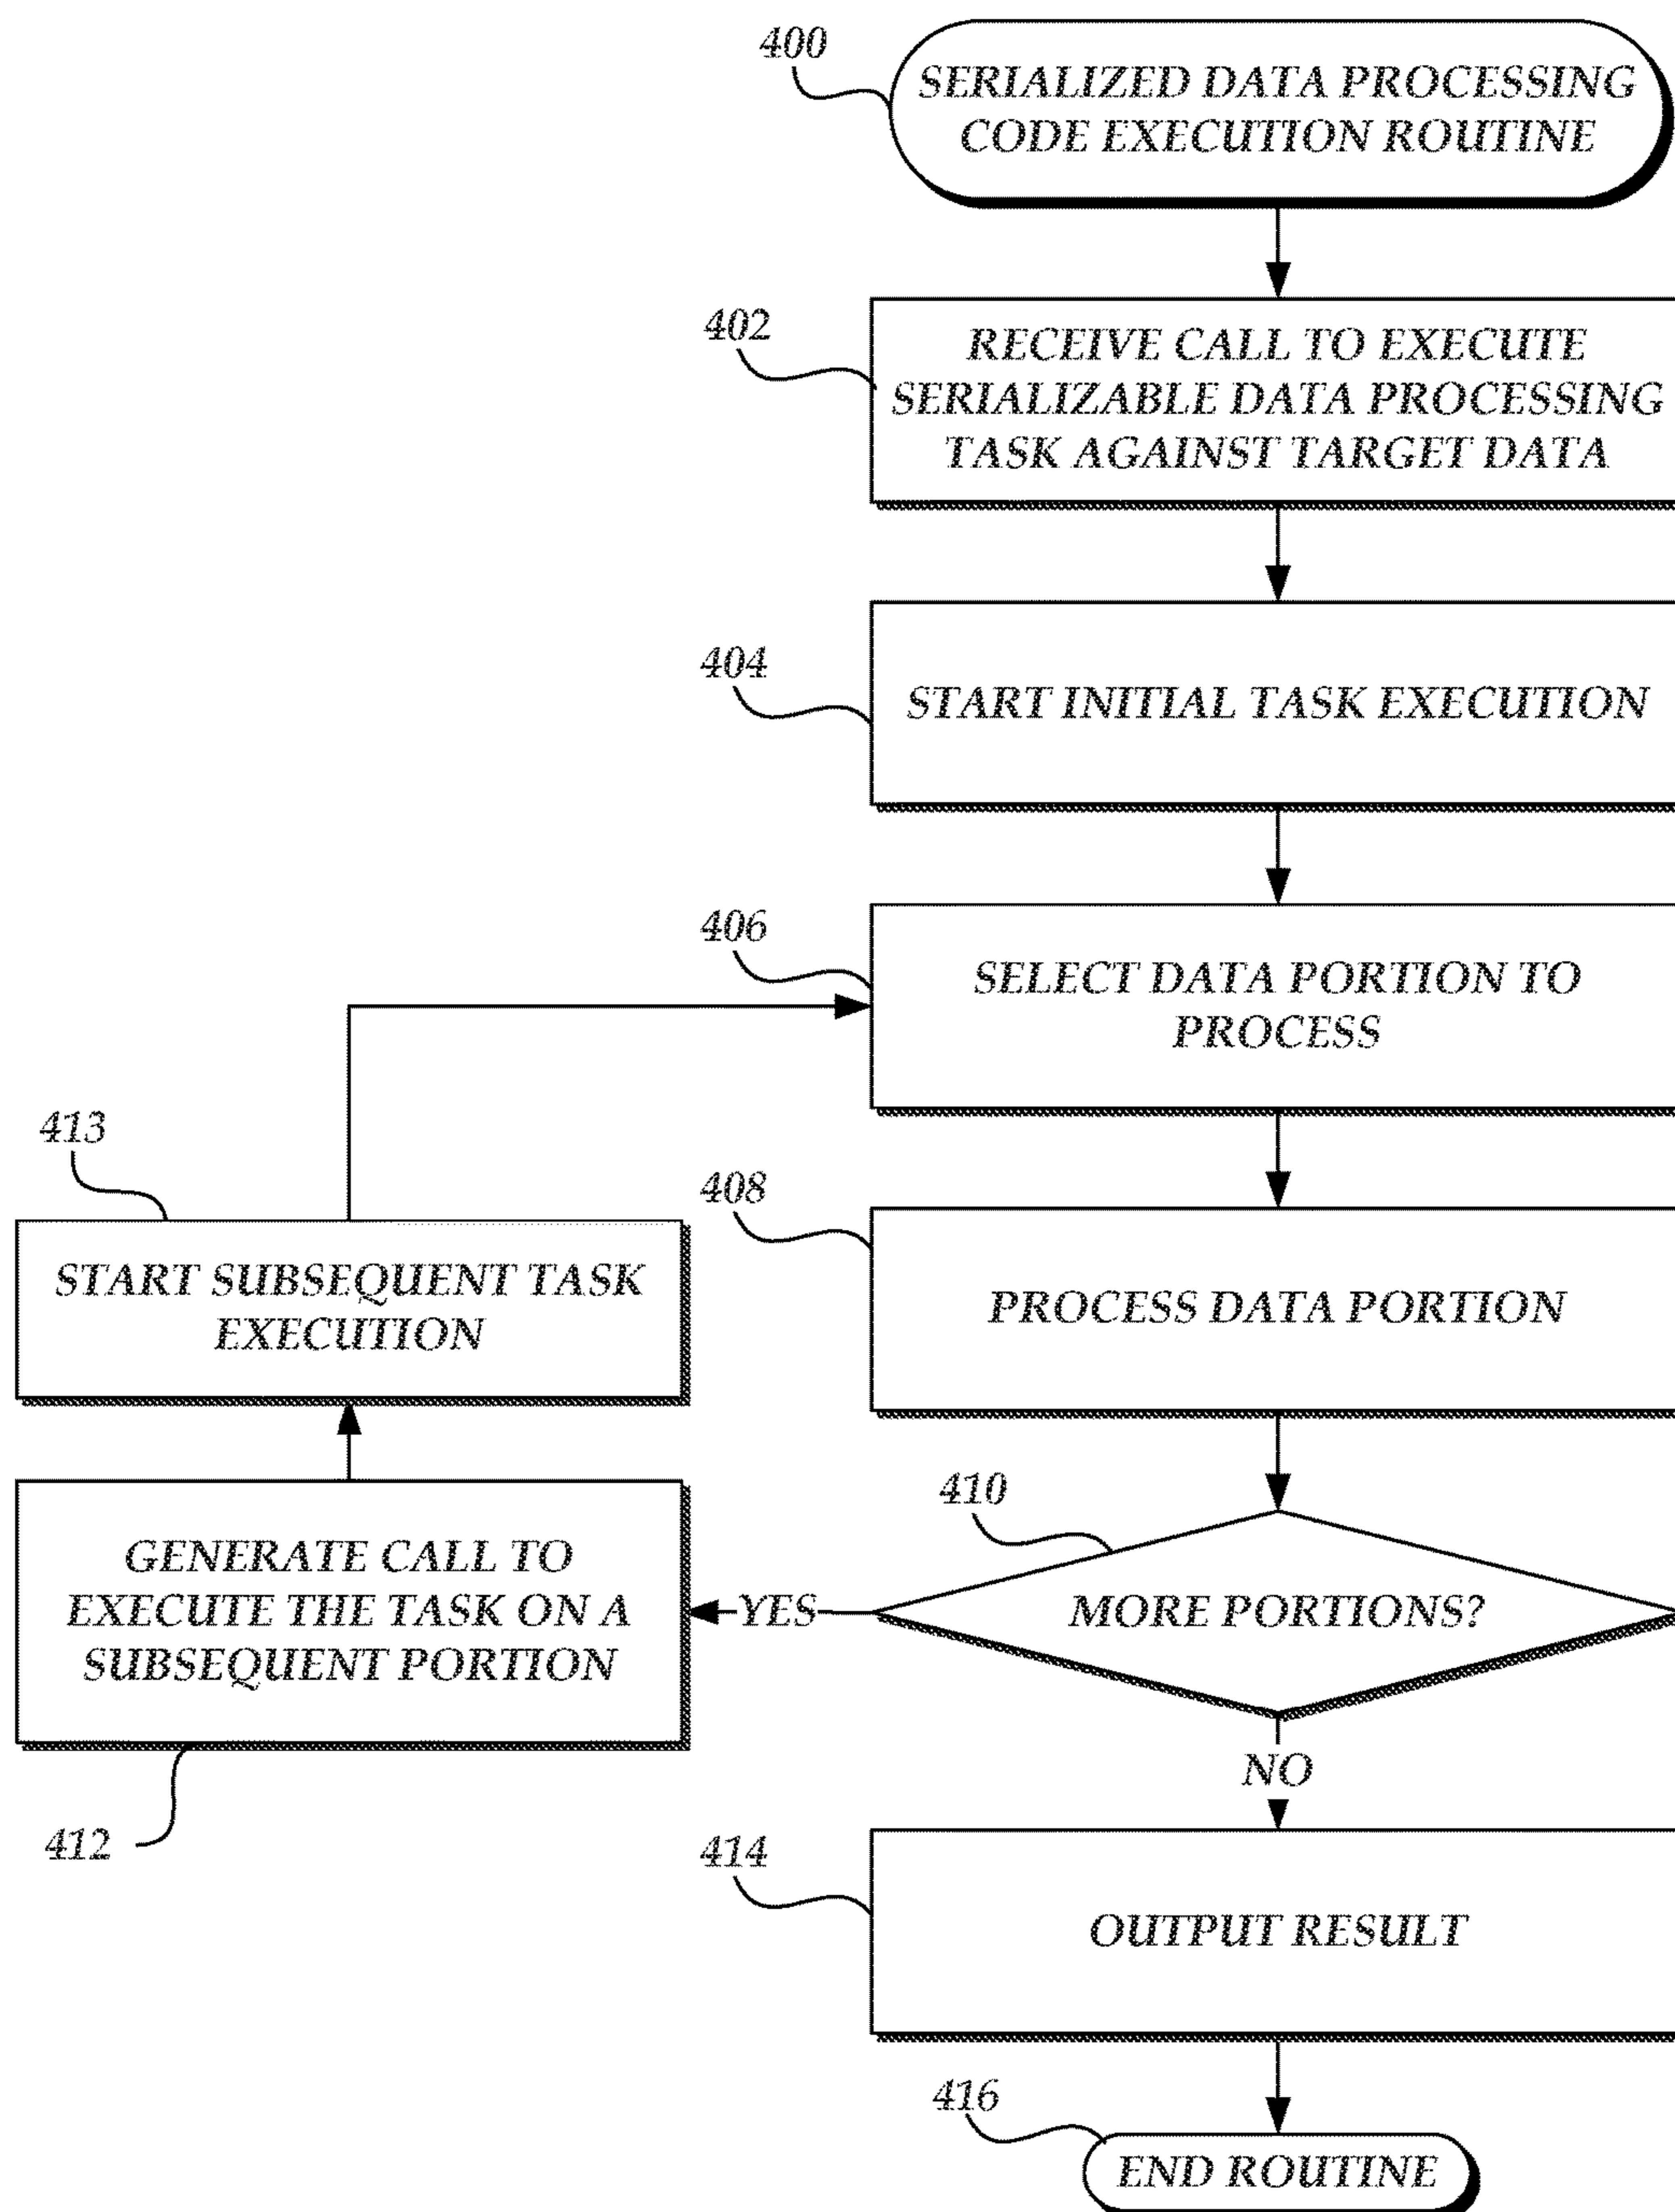 400
SERIALIZED DATA PROCESSING
CODE EXECUTION ROUTINE
402
RECEIVE CALL TO EXECUTE
SERIALIZABLE DATA PROCESSING
TASK AGAINST TARGET DATA
404
START INITIAL TASK EXECUTION
406
SELECT DATA PORTION TO
PROCESS
413
START SUBSEQUENT TASK
EXECUTION
408
PROCESS DATA PORTION
410
MORE PORTIONS?
YES
GENERATE CALL TO
EXECUTE THE TASK ON A
SUBSEQUENT PORTION
412
NO
414
OUTPUT RESULT
416
END ROUTINE